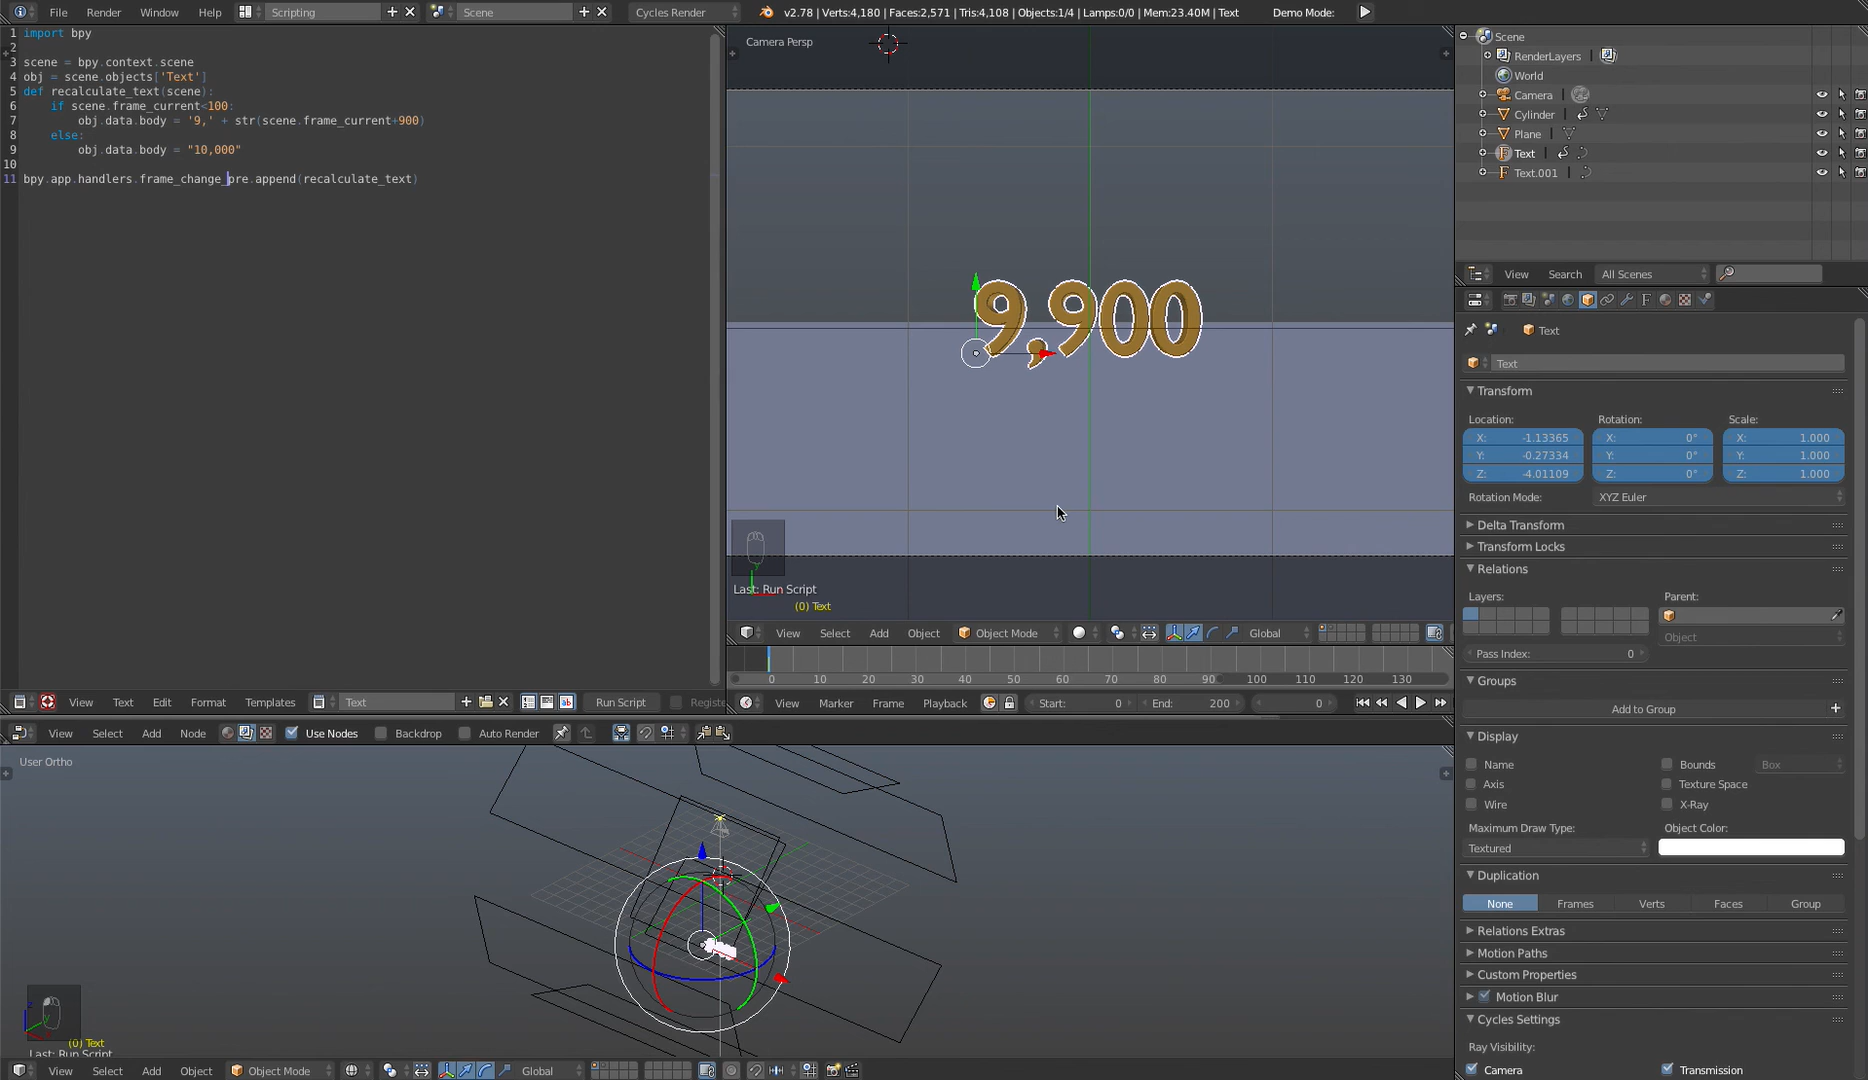 File Render Window Help Scripting Scene Cycles Render v2.78 | Verts:4,180 | Faces:2,571 | Tris:4,108 | Objects:1/4 | Lamps:0/0 | Mem:23.40M | Text Demo Mode:
1 import bpy
2
3 scene = bpy.context.scene
4 obj = scene.objects['Text']
5 def recalculate_text(scene):
6 if scene.frame_current<100:
7 obj.data.body = '9,' + str(scene.frame_current+900)
8 else:
9 obj.data.body = "10,000"
10
11 bpy.app.handlers.frame_change_pre.append(recalculate_text)
View Text Edit Format Templates Text Run Script Registe
Camera Persp
9,900
Last: Run Script
(0) Text
View Select Add Object Object Mode Global
0 10 20 30 40 50 60 70 80 90 100 110 120 130
View Marker Frame Playback Start: 0 End: 200 0
View Select Add Node Use Nodes Backdrop Auto Render
User Ortho
(0) Text
Last: Run Script
View Select Add Object Object Mode Global
Scene
RenderLayers
World
Camera
Cylinder
Plane
Text
Text.001
View Search All Scenes
Text
Text
Transform
Location: Rotation: Scale:
X: -1.13365 X: 0° X: 1.000
Y: -0.27334 Y: 0° Y: 1.000
Z: -4.01109 Z: 0° Z: 1.000
Rotation Mode: XYZ Euler
Delta Transform
Transform Locks
Relations
Layers: Parent:
Object
Pass Index: 0
Groups
Add to Group
Display
Name Bounds Box
Axis Texture Space
Wire X-Ray
Maximum Draw Type: Object Color:
Textured
Duplication
None Frames Verts Faces Group
Relations Extras
Motion Paths
Custom Properties
Motion Blur
Cycles Settings
Ray Visibility:
Camera Transmission